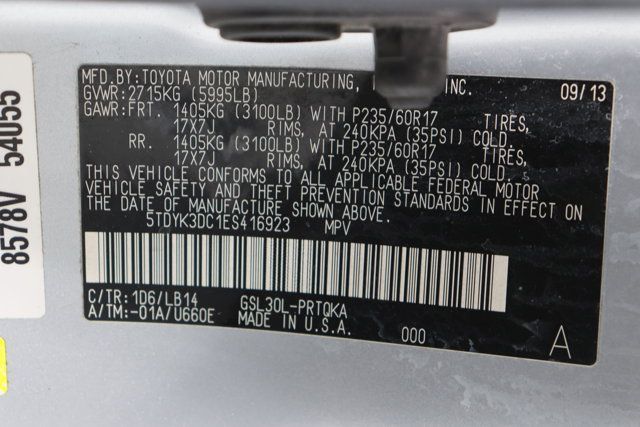 MFD.BY:TOYOTA MOTOR MANUFACTURING, INC. 09/13
GVWR:2715KG (5995LB)
GAWR:FRT. 1405KG (3100LB) WITH P235/60R17 TIRES,
17X7J RIMS, AT 240KPA (35PSI) COLD.
RR. 1405KG (3100LB) WITH P235/60R17 TIRES,
17X7J RIMS, AT 240KPA (35PSI) COLD.
THIS VEHICLE CONFORMS TO ALL APPLICABLE FEDERAL MOTOR
VEHICLE SAFETY AND THEFT PREVENTION STANDARDS IN EFFECT ON
THE DATE OF MANUFACTURE SHOWN ABOVE.
5TDYK3DC1ES416923 MPV
C/TR:1D6/LB14 GSL30L-PRTQKA
A/TM:-01A/U660E MADE IN U.S.A. 000 A
8578V 54055